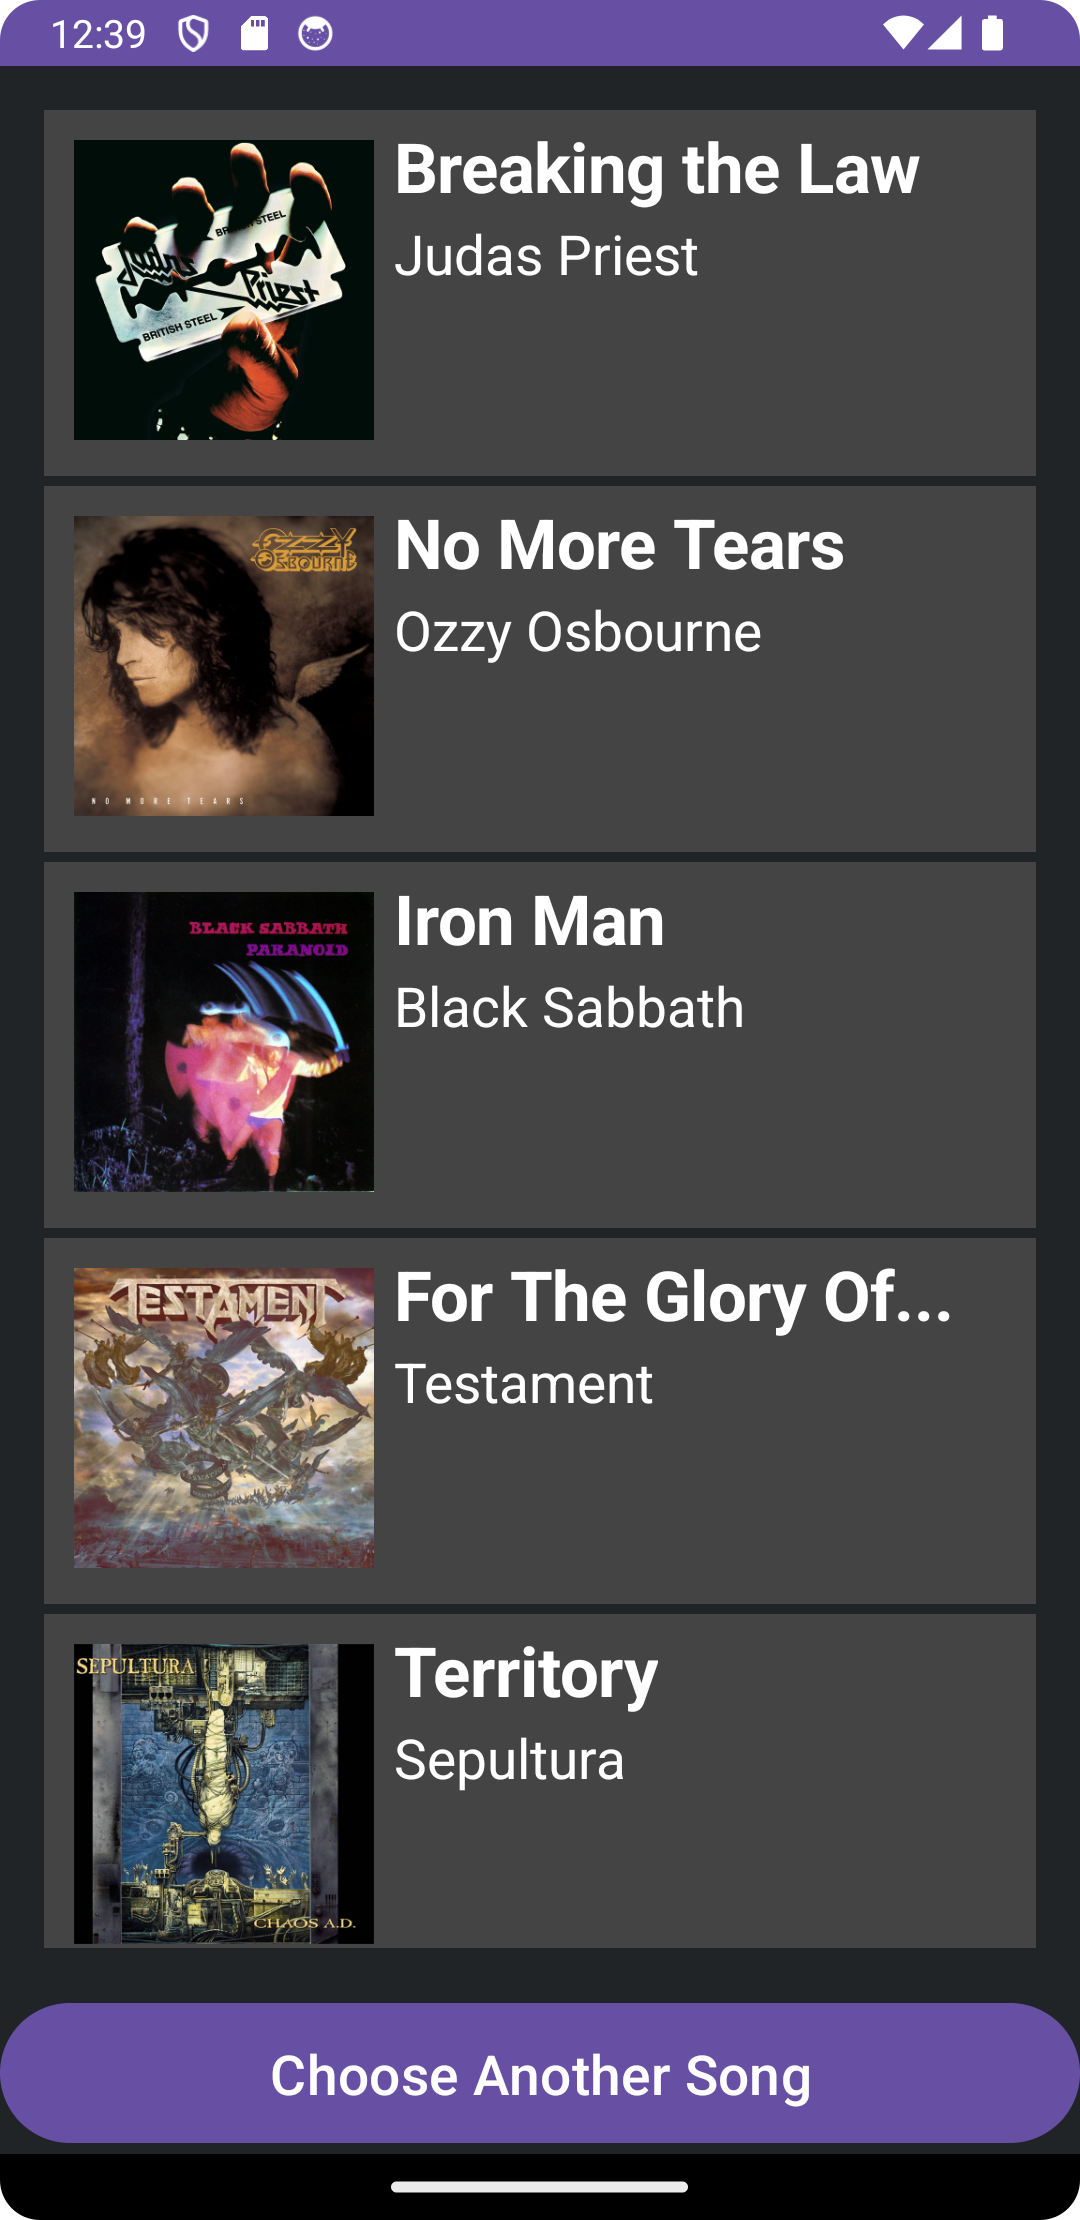 12:39
Breaking the Law
Judas Priest
BRITISH STEEL
Judas Priest
BRITISH STEEL
No More Tears
Ozzy Osbourne
OZZY
OSBOURNE
NO MORE TEARS
Iron Man
Black Sabbath
BLACK SABBATH
PARANOID
For The Glory Of...
Testament
TESTAMENT
Territory
Sepultura
SEPULTURA
CHAOS A.D.
Choose Another Song